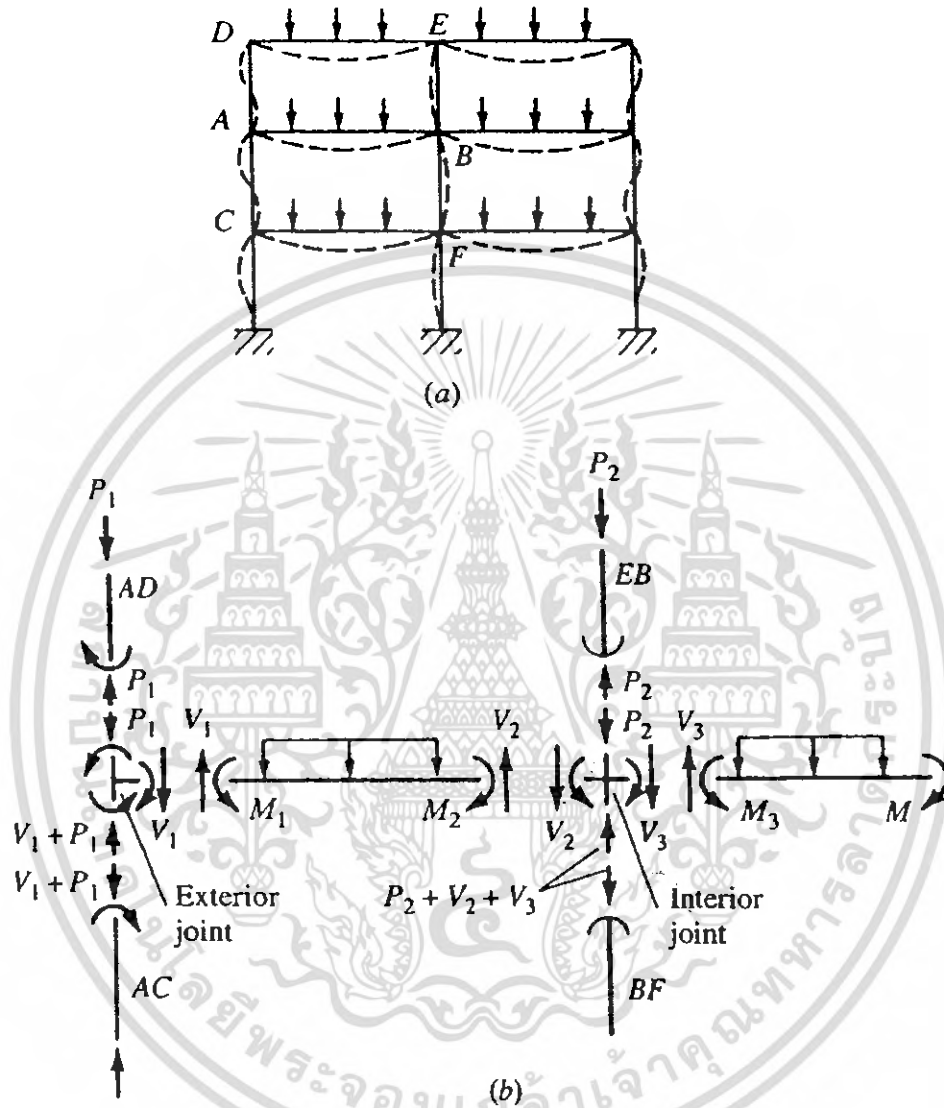 D E
A B
C F
(a)
P₁ P₂
AD EB
P₁ P₂
P₁ V₁ V₂ P₂ V₃
V₁ M₁ M₂ V₂ V₃ M₃ M
V₁ + P₁
V₁ + P₁ P₂ + V₂ + V₃
Exterior joint
Interior joint
AC BF
(b)